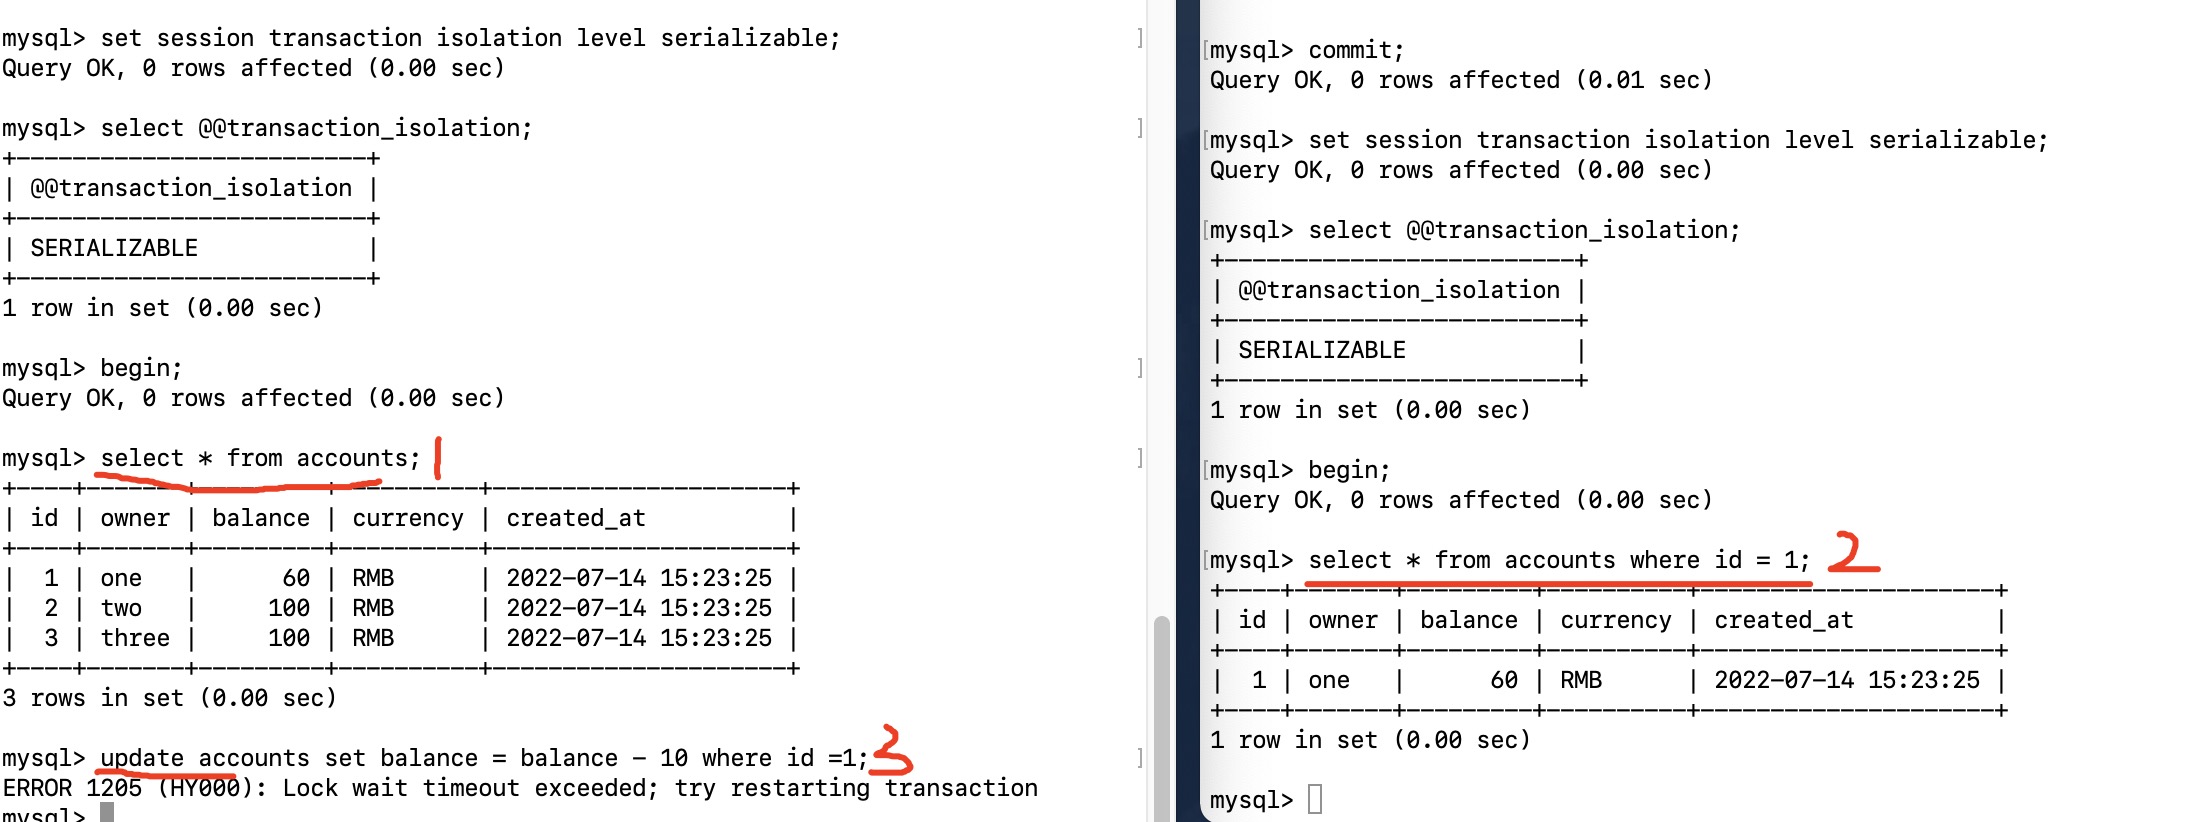 mysql> set session transaction isolation level serializable;
Query OK, 0 rows affected (0.00 sec)
mysql> select @@transaction_isolation;
+-------------------------+
| @@transaction_isolation |
+-------------------------+
| SERIALIZABLE            |
+-------------------------+
1 row in set (0.00 sec)
mysql> begin;
Query OK, 0 rows affected (0.00 sec)
mysql> select * from accounts; 1
+----+-------+---------+----------+---------------------+
| id | owner | balance | currency | created_at          |
+----+-------+---------+----------+---------------------+
|  1 | one   |      60 | RMB      | 2022-07-14 15:23:25 |
|  2 | two   |     100 | RMB      | 2022-07-14 15:23:25 |
|  3 | three |     100 | RMB      | 2022-07-14 15:23:25 |
+----+-------+---------+----------+---------------------+
3 rows in set (0.00 sec)
mysql> update accounts set balance = balance - 10 where id =1; 3
ERROR 1205 (HY000): Lock wait timeout exceeded; try restarting transaction
mysql>
mysql> commit;
Query OK, 0 rows affected (0.01 sec)
mysql> set session transaction isolation level serializable;
Query OK, 0 rows affected (0.00 sec)
mysql> select @@transaction_isolation;
+-------------------------+
| @@transaction_isolation |
+-------------------------+
| SERIALIZABLE            |
+-------------------------+
1 row in set (0.00 sec)
mysql> begin;
Query OK, 0 rows affected (0.00 sec)
mysql> select * from accounts where id = 1; 2
+----+-------+---------+----------+---------------------+
| id | owner | balance | currency | created_at          |
+----+-------+---------+----------+---------------------+
|  1 | one   |      60 | RMB      | 2022-07-14 15:23:25 |
+----+-------+---------+----------+---------------------+
1 row in set (0.00 sec)
mysql>